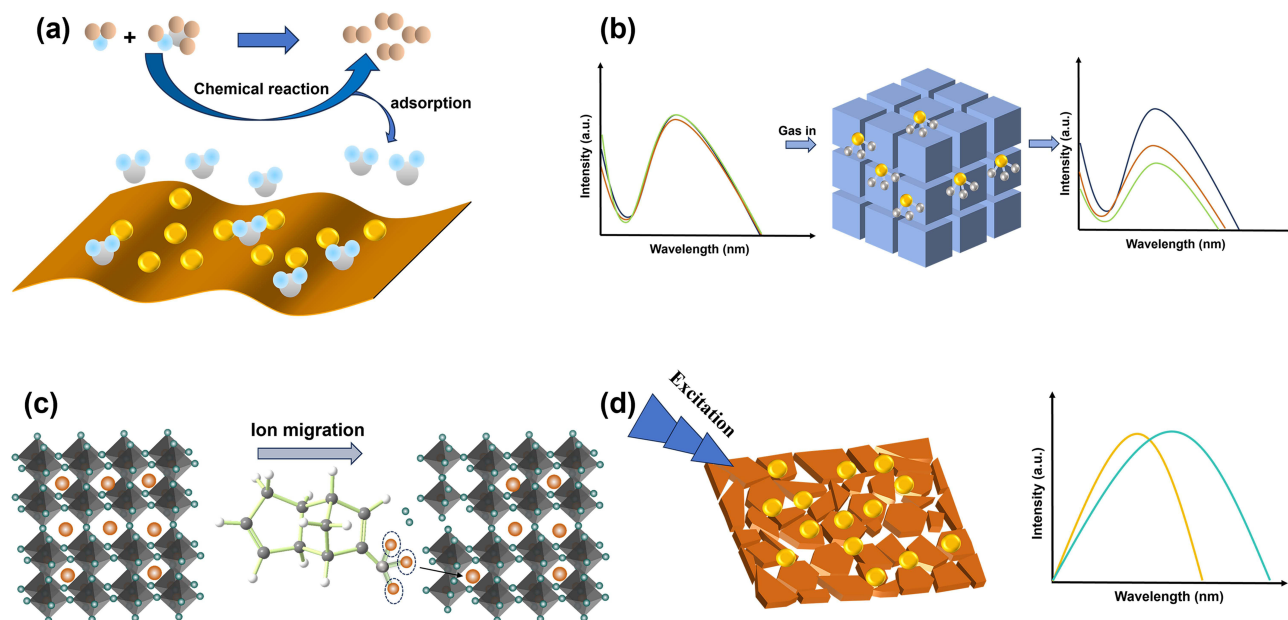 (a)
+
Chemical reaction
adsorption
(b)
Intensity (a.u.)
Wavelength (nm)
Gas in
Intensity (a.u.)
Wavelength (nm)
(c)
Ion migration
(d)
Excitation
Intensity (a.u.)
Wavelength (nm)